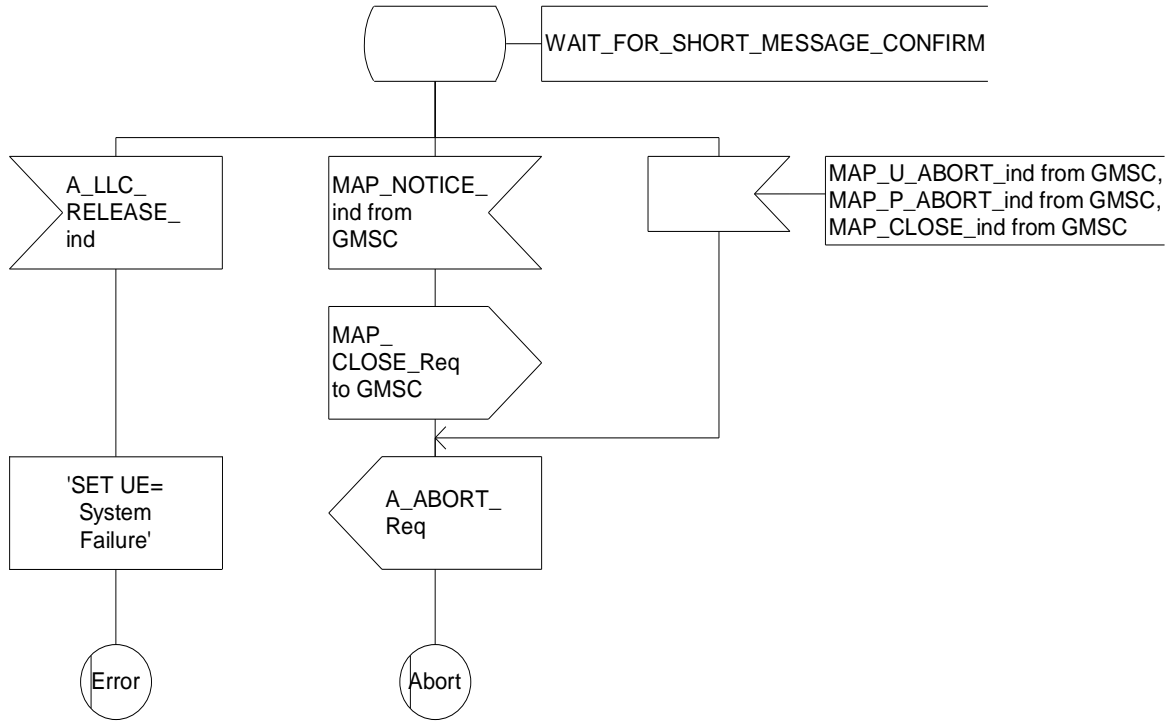 WAIT_FOR_SHORT_MESSAGE_CONFIRM
A_LLC_
RELEASE_
ind
MAP_NOTICE_
ind from
GMSC
MAP_U_ABORT_ind from GMSC,
MAP_P_ABORT_ind from GMSC,
MAP_CLOSE_ind from GMSC
MAP_
CLOSE_Req
to GMSC
'SET UE=
System
Failure'
A_ABORT_
Req
Error
Abort